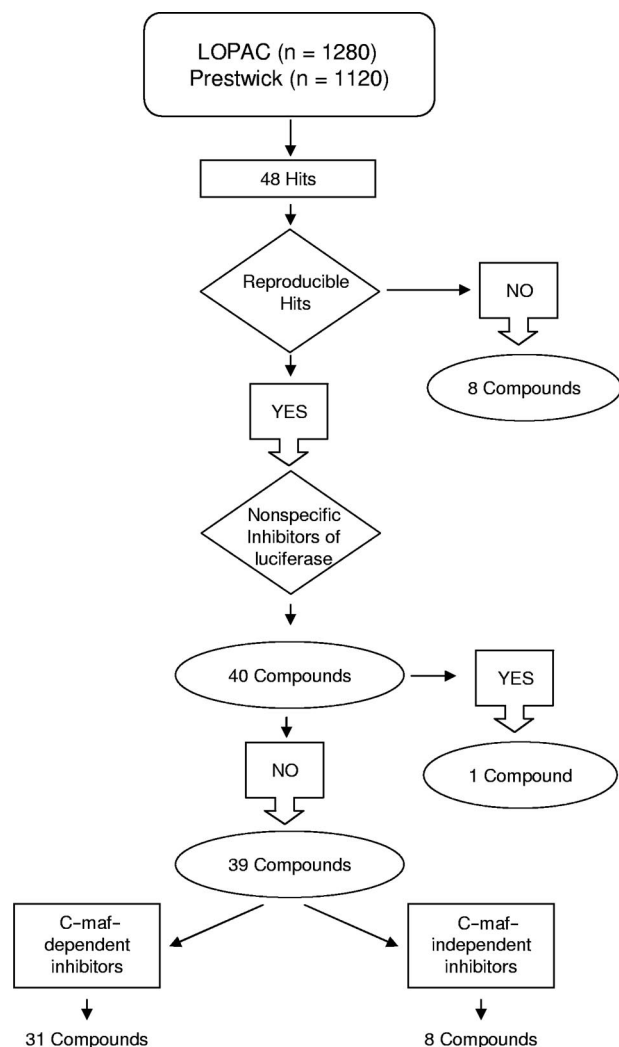 LOPAC (n = 1280)
Prestwick (n = 1120)
48 Hits
Reproducible
Hits
NO
8 Compounds
YES
Nonspecific
Inhibitors of
luciferase
40 Compounds
YES
1 Compound
NO
39 Compounds
C-maf-
dependent
inhibitors
C-maf-
independent
inhibitors
31 Compounds
8 Compounds